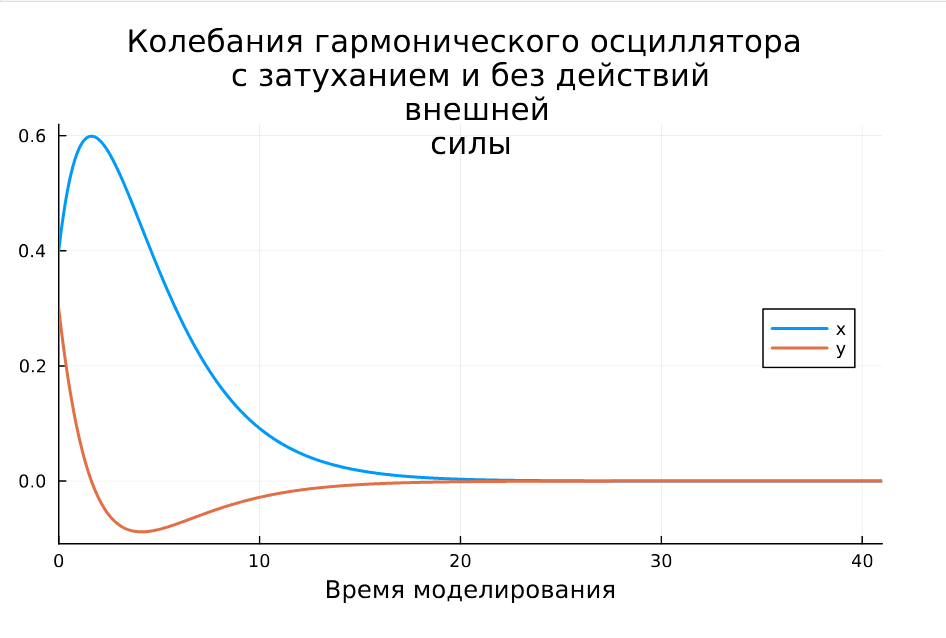 Колебания гармонического осциллятора
с затуханием и без действий
внешней
силы
0.6
0.4
0.2
0.0
x
y
0 10 20 30 40
Время моделирования